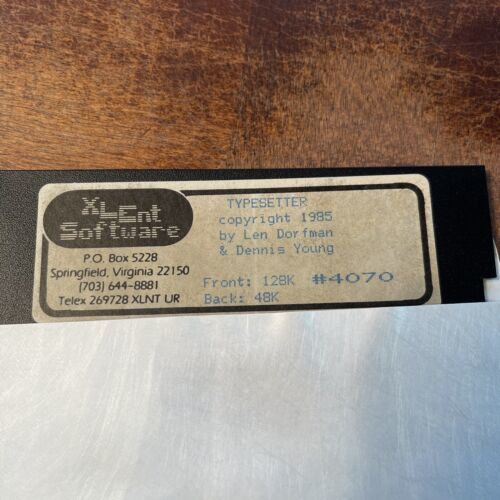 XLEnt
Software
P.O. Box 5228
Springfield, Virginia 22150
(703) 644-8881
Telex 269728 XLNT UR
TYPESETTER
copyright 1985
by Len Dorfman
& Dennis Young
Front: 128K #4070
Back: 48K